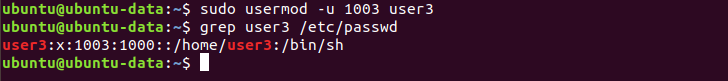 ubuntu@ubuntu-data:~$ sudo usermod -u 1003 user3
ubuntu@ubuntu-data:~$ grep user3 /etc/passwd
user3:x:1003:1000::/home/user3:/bin/sh
ubuntu@ubuntu-data:~$